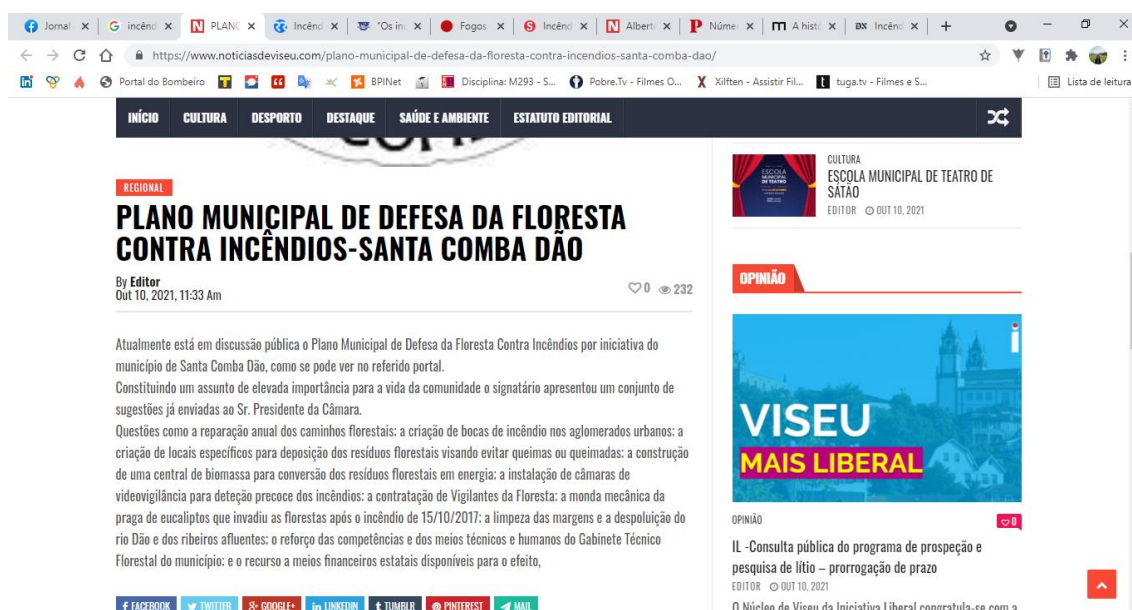 Jornal
incênd
PLANC
Incênd
"Os inc
Fogos
Incênd
Albert
Númer
A hist
Incênd
https://www.noticiasdeviseu.com/plano-municipal-de-defesa-da-floresta-contra-incendios-santa-comba-dao/
Portal do Bombeiro
BPINet
Disciplina: M293 - S...
Pobre.Tv - Filmes O...
Xilften - Assistir Fil...
tuga.tv - Filmes e S...
Lista de leitura
INÍCIO CULTURA DESPORTO DESTAQUE SAÚDE E AMBIENTE ESTATUTO EDITORIAL
REGIONAL
PLANO MUNICIPAL DE DEFESA DA FLORESTA
CONTRA INCÊNDIOS-SANTA COMBA DÃO
By Editor
Out 10, 2021, 11:33 Am
0 232
Atualmente está em discussão pública o Plano Municipal de Defesa da Floresta Contra Incêndios por iniciativa do
município de Santa Comba Dão, como se pode ver no referido portal.
Constituindo um assunto de elevada importância para a vida da comunidade o signatário apresentou um conjunto de
sugestões já enviadas ao Sr. Presidente da Câmara.
Questões como a reparação anual dos caminhos florestais; a criação de bocas de incêndio nos aglomerados urbanos; a
criação de locais específicos para deposição dos resíduos florestais visando evitar queimas ou queimadas; a construção
de uma central de biomassa para conversão dos resíduos florestais em energia; a instalação de câmaras de
videovigilância para deteção precoce dos incêndios; a contratação de Vigilantes da Floresta; a monda mecânica da
praga de eucaliptos que invadiu as florestas após o incêndio de 15/10/2017; a limpeza das margens e a despoluição do
rio Dão e dos ribeiros afluentes; o reforço das competências e dos meios técnicos e humanos do Gabinete Técnico
Florestal do município; e o recurso a meios financeiros estatais disponíveis para o efeito,
FACEBOOK TWITTER GOOGLE+ LINKEDIN TUMBLR PINTEREST MAIL
ESCOLA
MUNICIPAL
DE TEATRO
CULTURA
ESCOLA MUNICIPAL DE TEATRO DE
SÁTÃO
EDITOR OUT 10, 2021
OPINIÃO
VISEU
MAIS LIBERAL
OPINIÃO
0
IL -Consulta pública do programa de prospeção e
pesquisa de lítio – prorrogação de prazo
EDITOR OUT 10, 2021
O Núcleo de Viseu da Iniciativa Liberal congratula-se com a